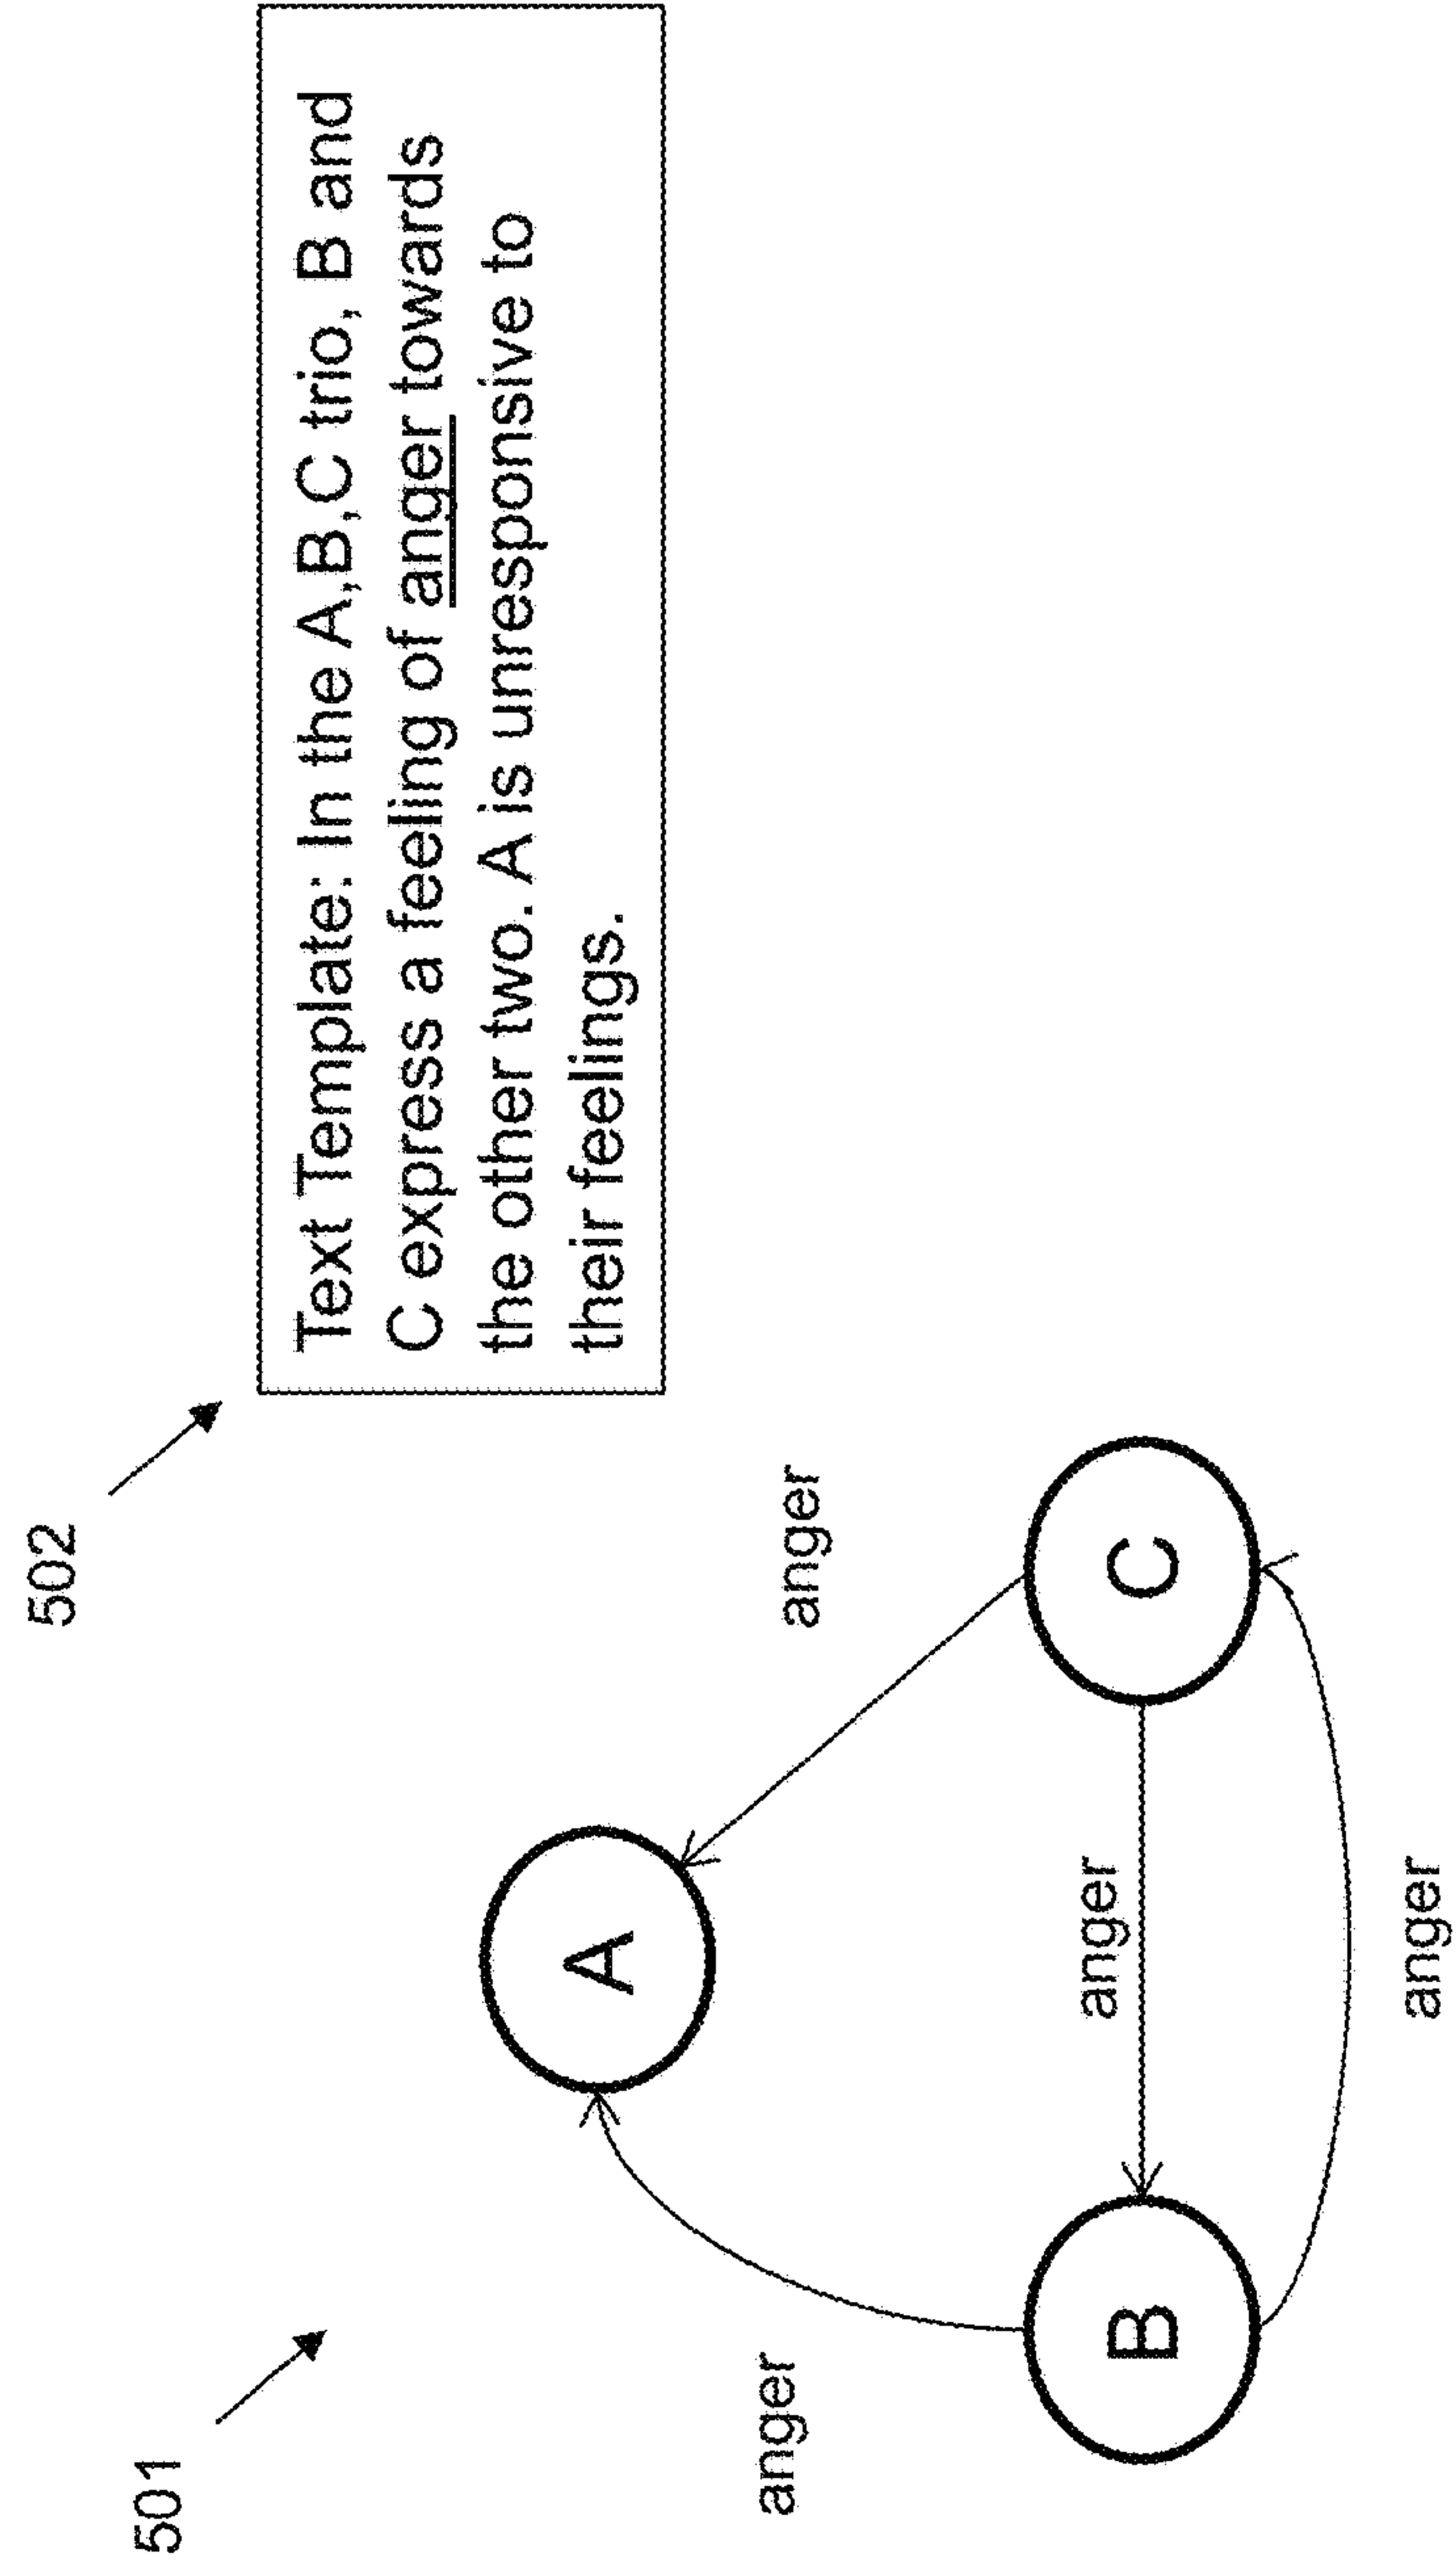 501
502
Text Template: In the A,B,C trio, B and
C express a feeling of anger towards
the other two. A is unresponsive to
their feelings.
anger
A
anger
B
anger
C
anger